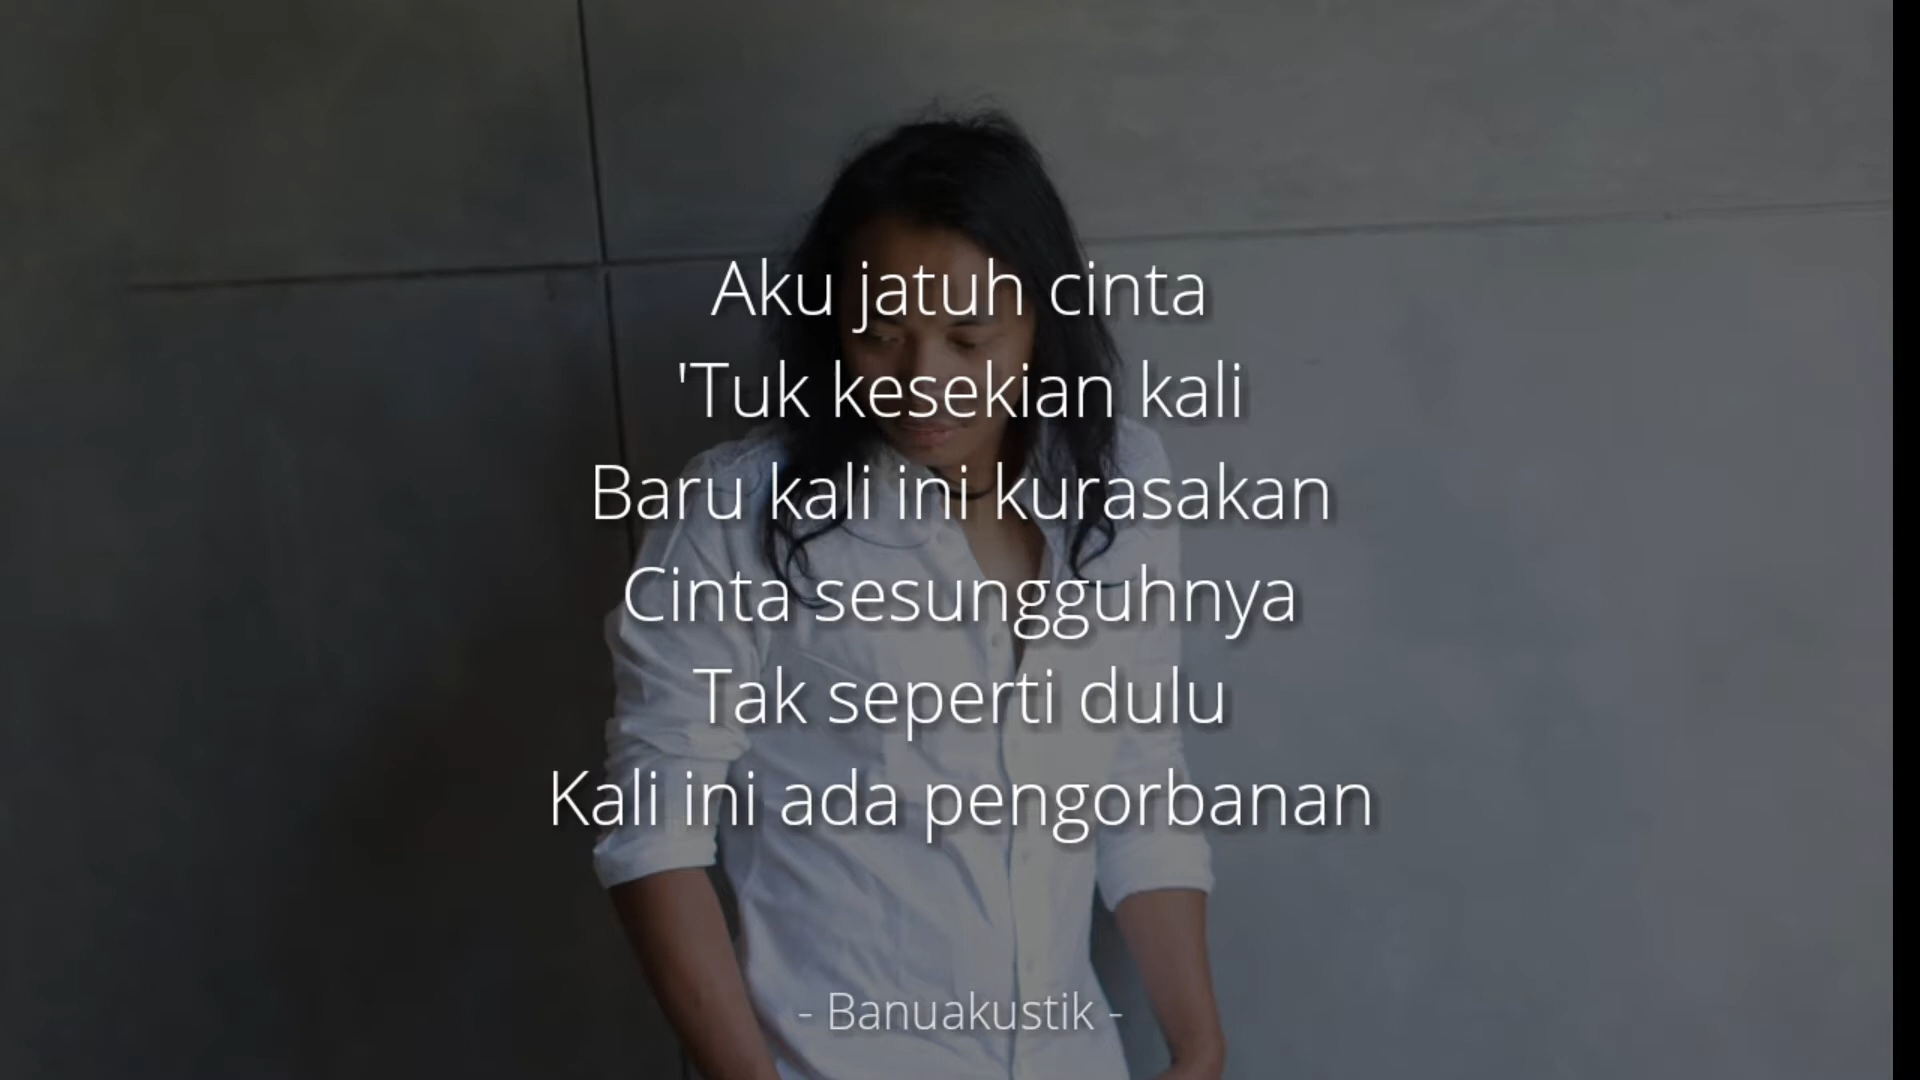 Aku jatuh cinta
'Tuk kesekian kali
Baru kali ini kurasakan
Cinta sesungguhnya
Tak seperti dulu
Kali ini ada pengorbanan
- Banuakustik -